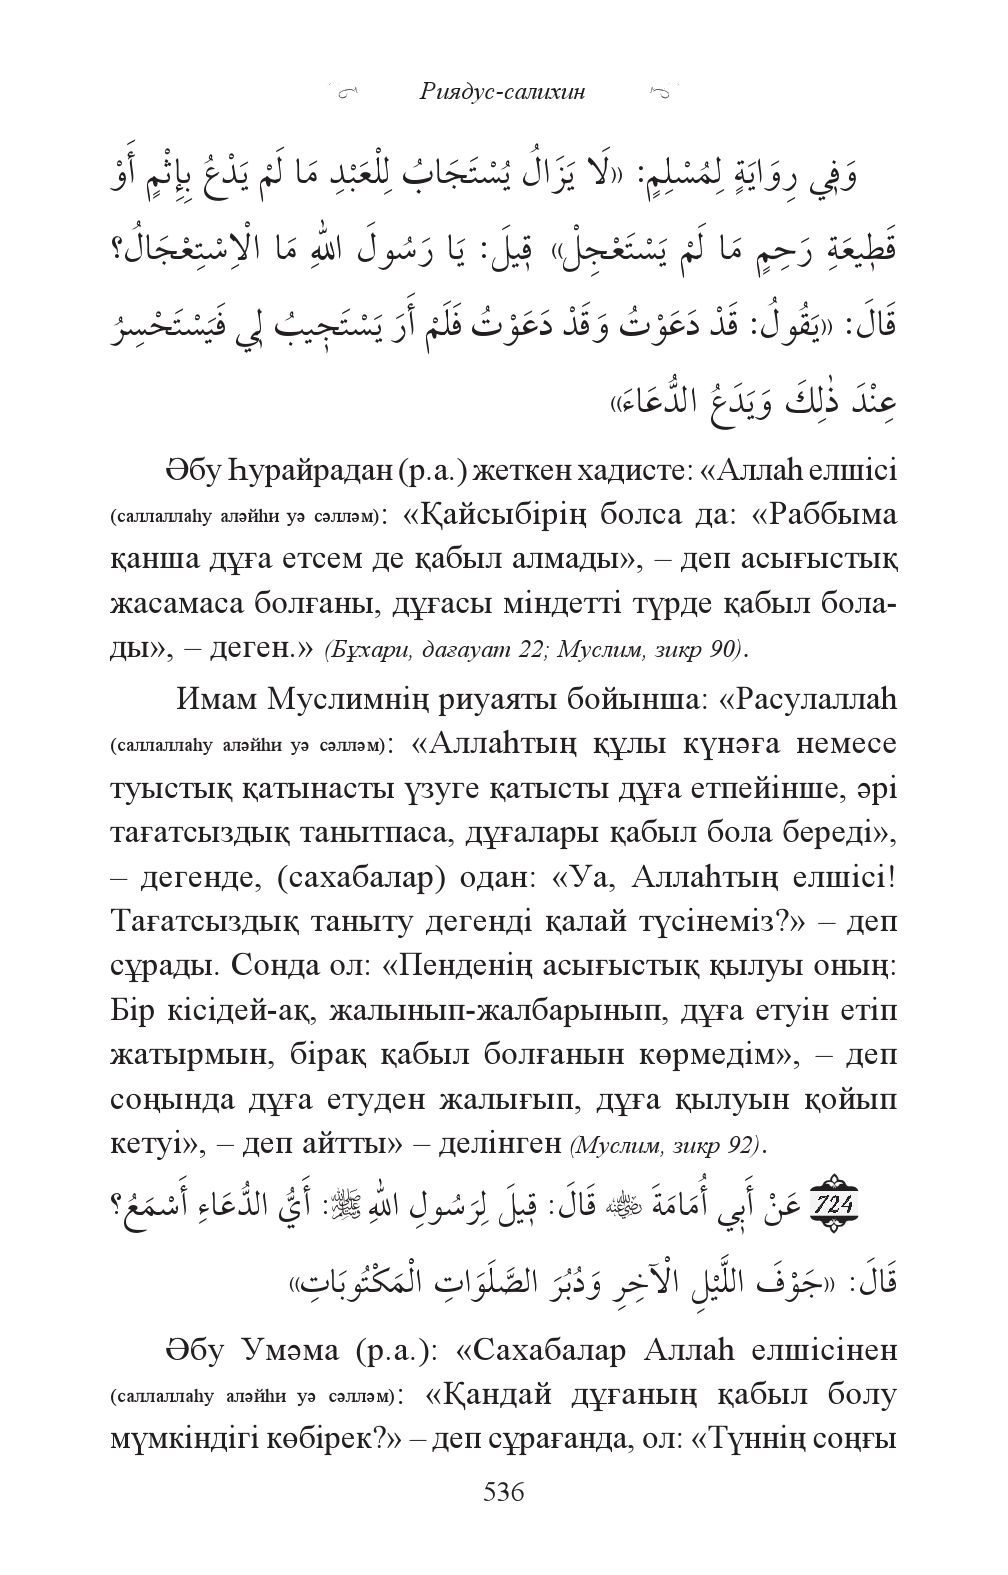 Риядус-салихин
وَفِي رِوَايَةٍ لِمُسْلِمٍ: «لَا يَزَالُ يُسْتَجَابُ لِلْعَبْدِ مَا لَمْ يَدْعُ بِإِثْمٍ أَوْ
قَطِيعَةِ رَحِمٍ مَا لَمْ يَسْتَعْجِلْ» قِيلَ: يَا رَسُولَ اللهِ مَا الْاِسْتِعْجَالُ؟
قَالَ: «يَقُولُ: قَدْ دَعَوْتُ وَقَدْ دَعَوْتُ فَلَمْ أَرَ يَسْتَجِيبُ لِي فَيَسْتَحْسِرُ
عِنْدَ ذٰلِكَ وَيَدَعُ الدُّعَاءَ»
Әбу Һурайрадан (р.а.) жеткен хадисте: «Аллаһ елшісі
(саллаллаһу аләйһи уә сәлләм): «Қайсыбірің болса да: «Раббыма
қанша дұға етсем де қабыл алмады», – деп асығыстық
жасамаса болғаны, дұғасы міндетті түрде қабыл бола-
ды», – деген.» (Бұхари, дағауат 22; Муслим, зикр 90).
Имам Муслимнің риуаяты бойынша: «Расулаллаһ
(саллаллаһу аләйһи уә сәлләм): «Аллаһтың құлы күнәға немесе
туыстық қатынасты үзуге қатысты дұға етпейінше, әрі
тағатсыздық танытпаса, дұғалары қабыл бола береді»,
– дегенде, (сахабалар) одан: «Уа, Аллаһтың елшісі!
Тағатсыздық таныту дегенді қалай түсінеміз?» – деп
сұрады. Сонда ол: «Пенденің асығыстық қылуы оның:
Бір кісідей-ақ, жалынып-жалбарынып, дұға етуін етіп
жатырмын, бірақ қабыл болғанын көрмедім», – деп
соңында дұға етуден жалығып, дұға қылуын қойып
кетуі», – деп айтты» – делінген (Муслим, зикр 92).
724 عَنْ أَبِي أُمَامَةَ رضي الله عنه قَالَ: قِيلَ لِرَسُولِ اللهِ ﷺ: أَيُّ الدُّعَاءِ أَسْمَعُ؟
قَالَ: «جَوْفَ اللَّيْلِ الْآخِرِ وَدُبُرَ الصَّلَوَاتِ الْمَكْتُوبَاتِ»
Әбу Умәма (р.а.): «Сахабалар Аллаһ елшісінен
(саллаллаһу аләйһи уә сәлләм): «Қандай дұғаның қабыл болу
мүмкіндігі көбірек?» – деп сұрағанда, ол: «Түннің соңғы
536